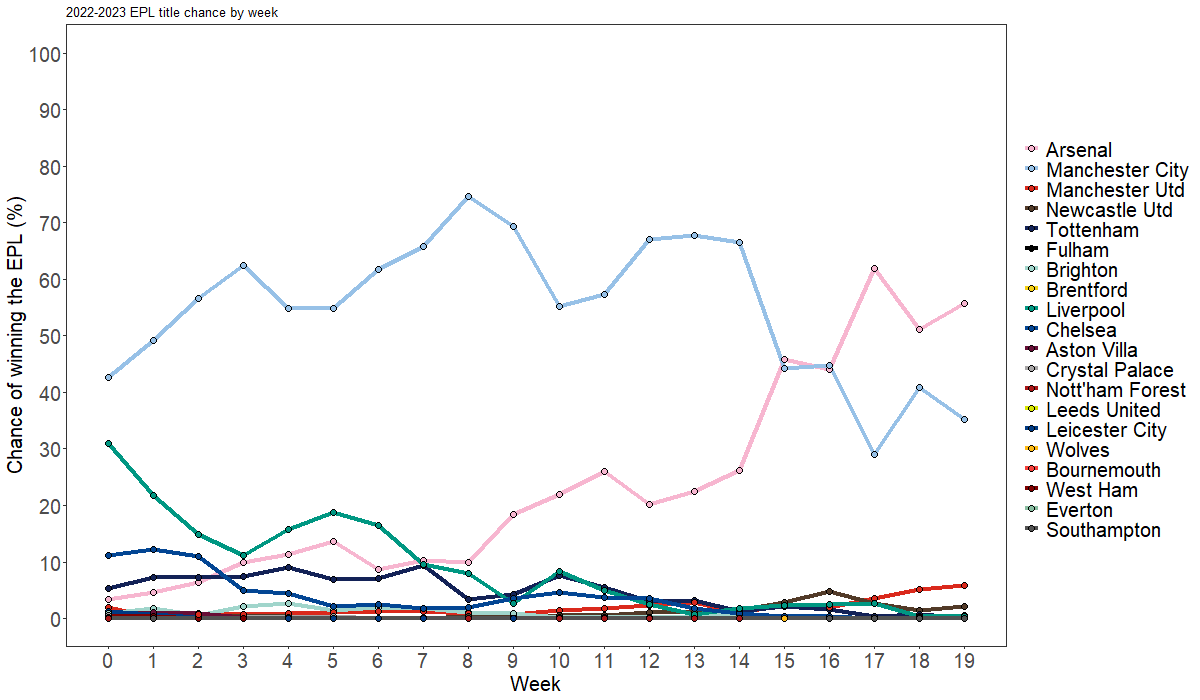 2022-2023 EPL title chance by week
Chance of winning the EPL (%)
100
90
80
70
60
50
40
30
20
10
0
0 1 2 3 4 5 6 7 8 9 10 11 12 13 14 15 16 17 18 19
Week
Arsenal
Manchester City
Manchester Utd
Newcastle Utd
Tottenham
Fulham
Brighton
Brentford
Liverpool
Chelsea
Aston Villa
Crystal Palace
Nott'ham Forest
Leeds United
Leicester City
Wolves
Bournemouth
West Ham
Everton
Southampton